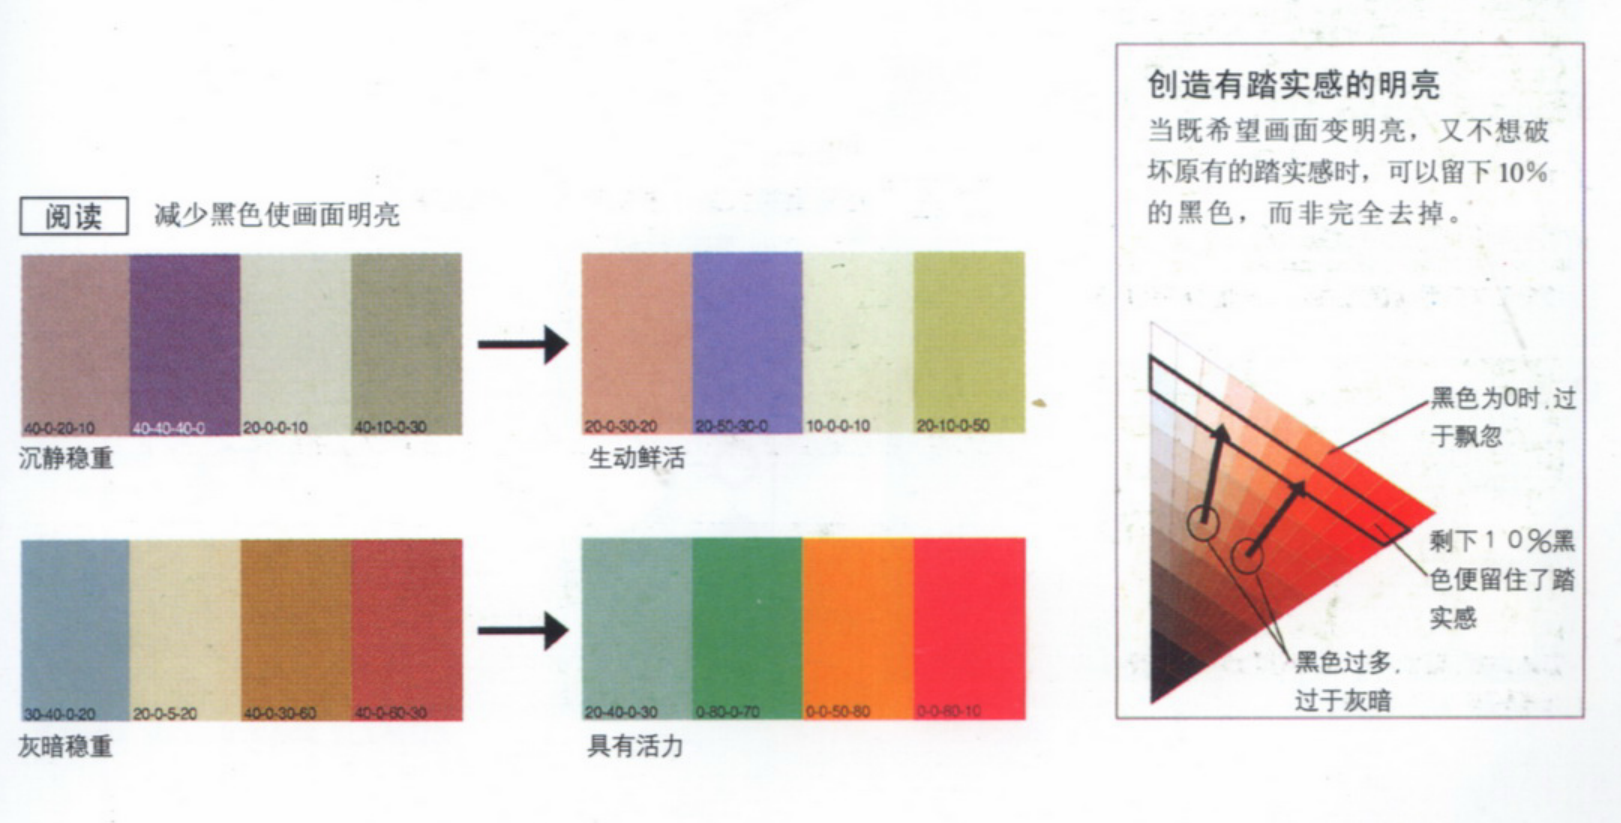 创造有踏实感的明亮
当既希望画面变明亮，又不想破
坏原有的踏实感时，可以留下10%
的黑色，而非完全去掉。
阅读 减少黑色使画面明亮
40-0-20-10 40-40-40-0 20-0-0-10 40-10-0-30
沉静稳重
20-0-30-20 20-50-30-0 10-0-0-10 20-10-0-50
生动鲜活
30-40-0-20 20-0-5-20 40-0-30-60 40-0-60-30
灰暗稳重
20-40-0-30 0-80-0-70 0-0-50-80 0-0-80-10
具有活力
黑色为0时，过
于飘忽
剩下10%黑
色便留住了踏
实感
黑色过多，
过于灰暗